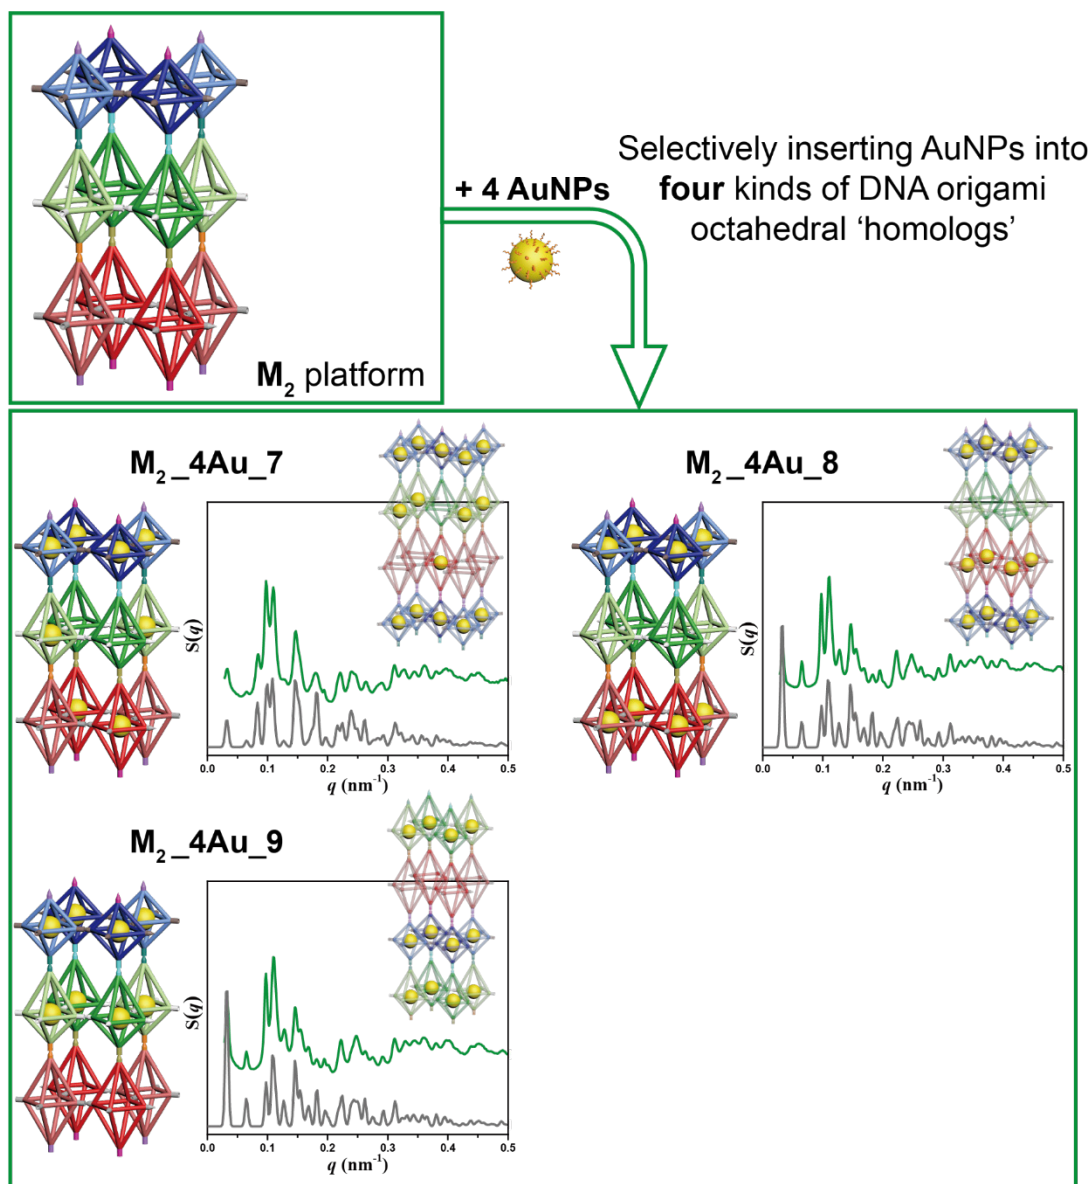 Selectively inserting AuNPs into
+ 4 AuNPs
four kinds of DNA origami
octahedral ‘homologs’
M2 platform
M2_4Au_7
S(q)
0.0 0.1 0.2 0.3 0.4 0.5
q (nm-1)
M2_4Au_8
S(q)
0.0 0.1 0.2 0.3 0.4 0.5
q (nm-1)
M2_4Au_9
S(q)
0.0 0.1 0.2 0.3 0.4 0.5
q (nm-1)